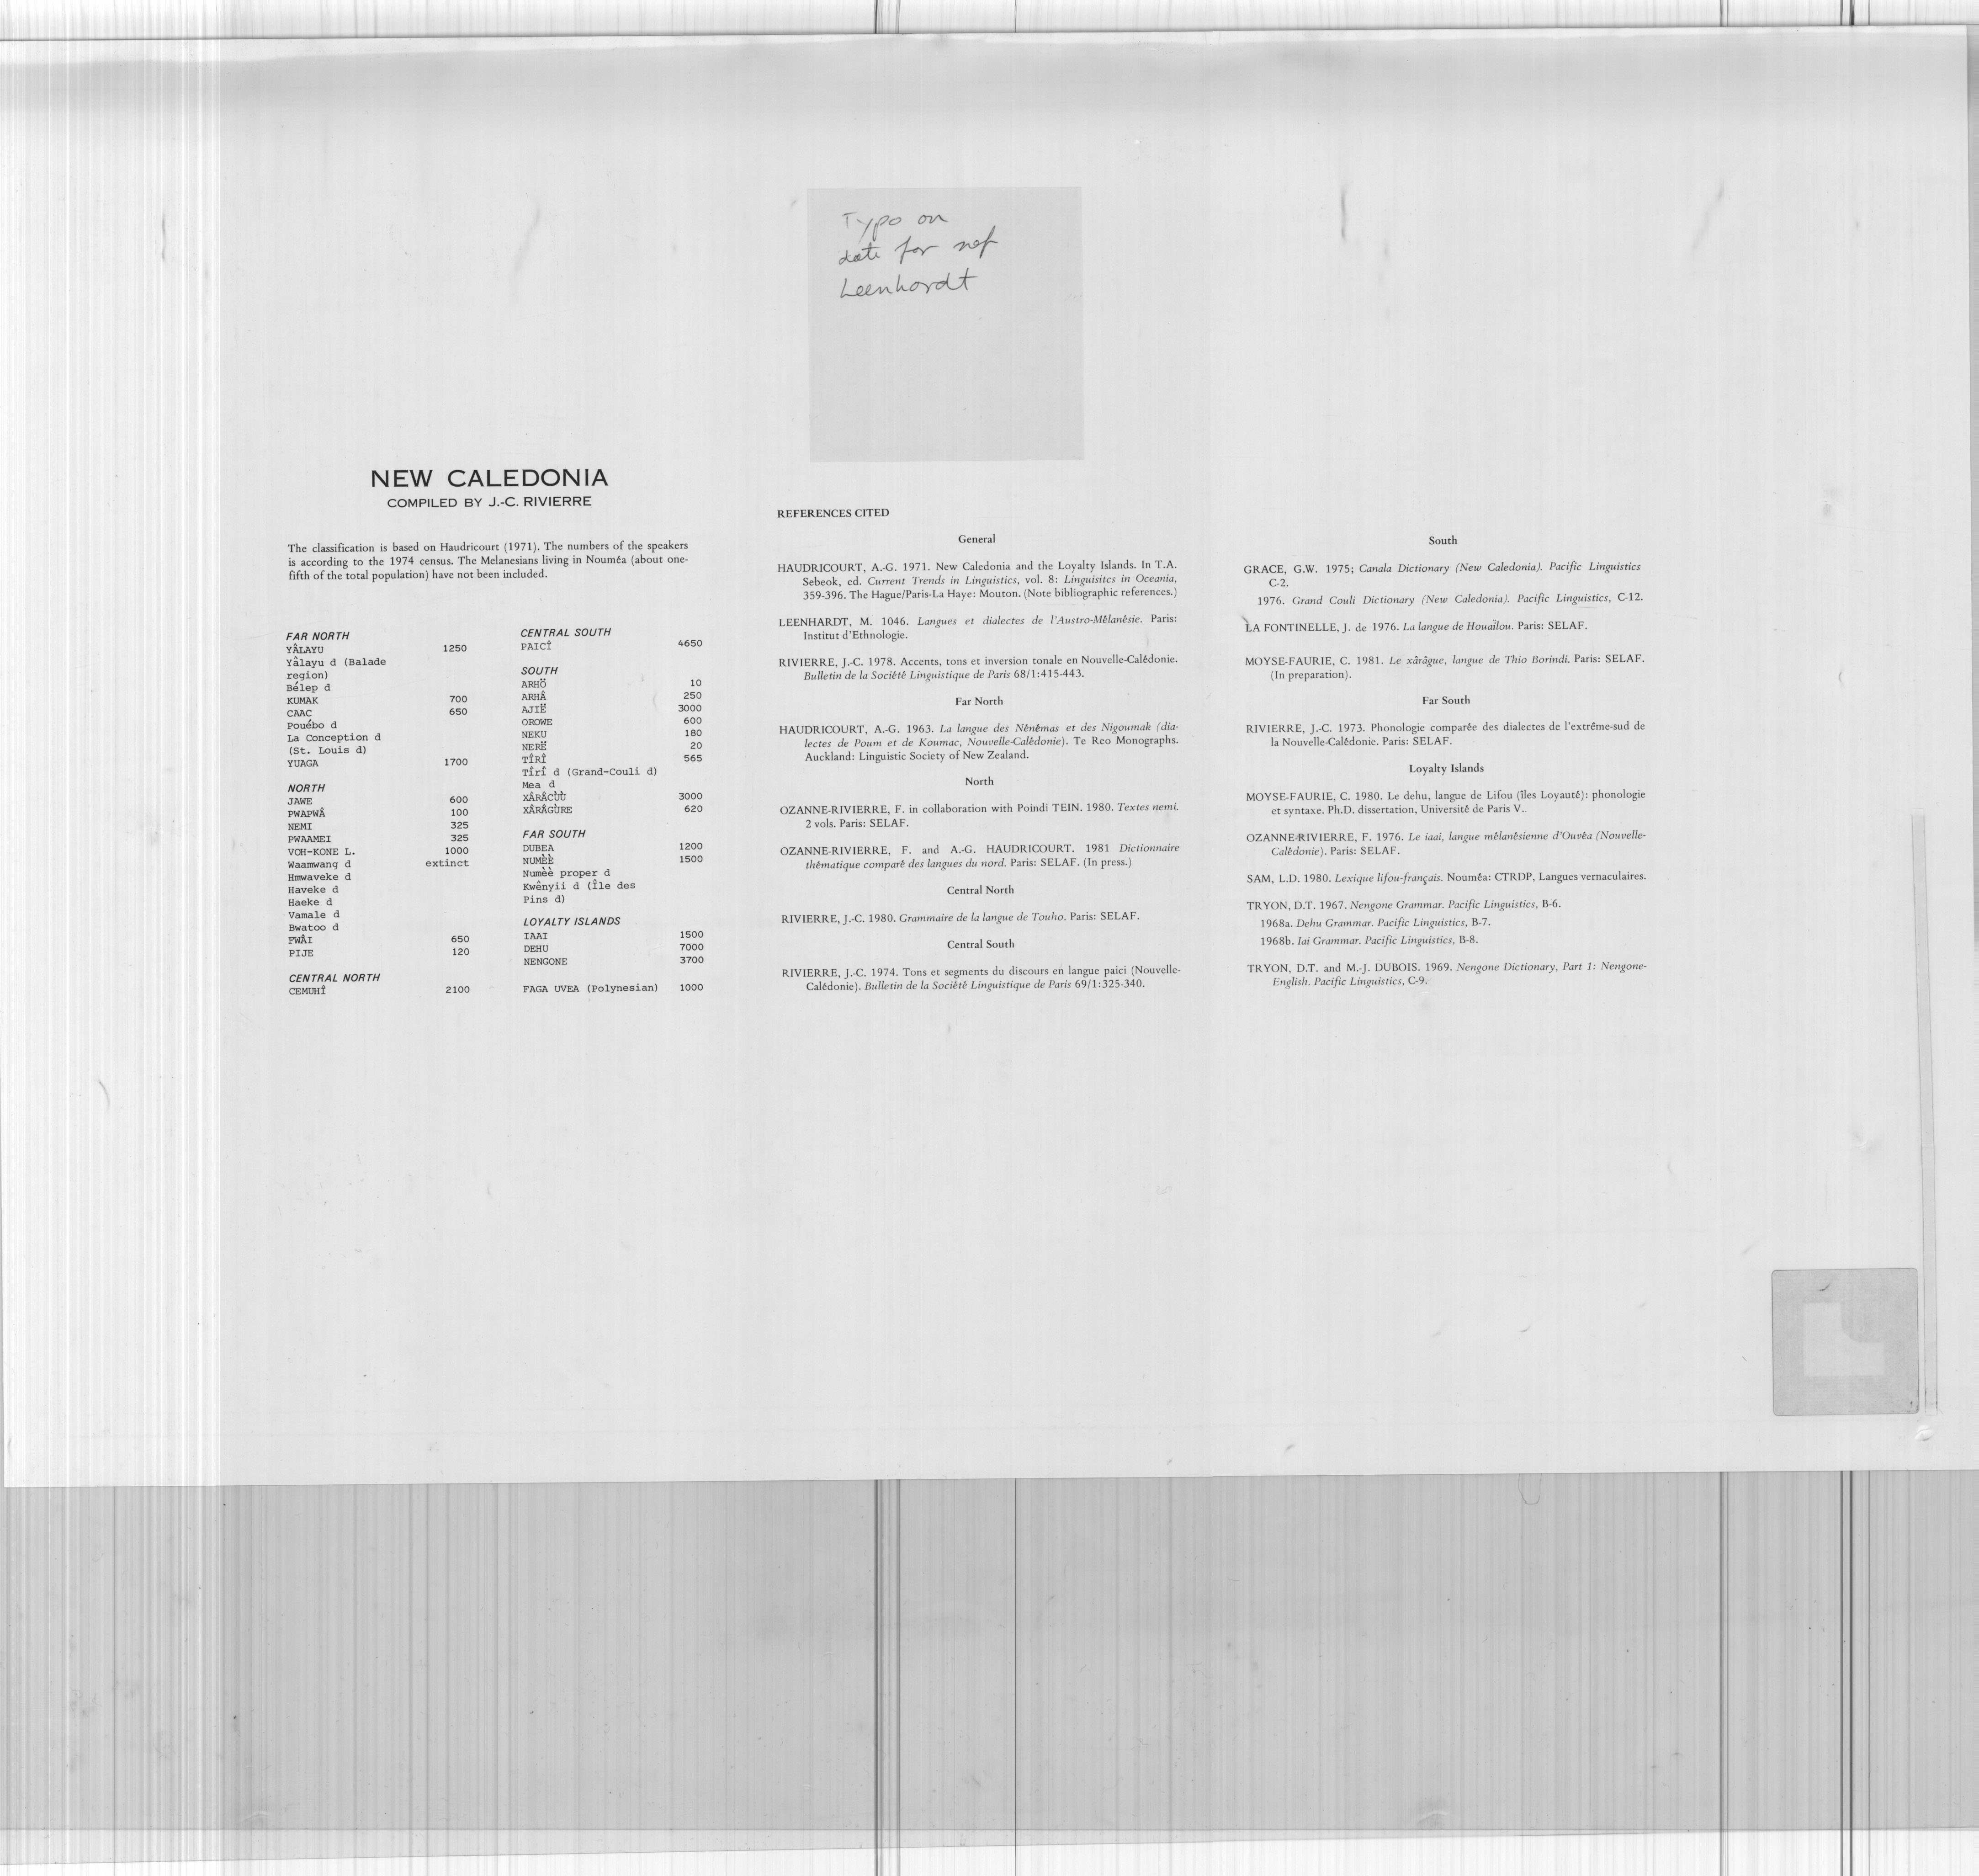 Typo on
date for ref
Leenhardt
NEW CALEDONIA
COMPILED BY J.-C. RIVIERRE
The classification is based on Haudricourt (1971). The numbers of the speakers
is according to the 1974 census. The Melanesians living in Nouméa (about one-
fifth of the total population) have not been included.
FAR NORTH
YÂLAYU 1250
Yâlayu d (Balade
region)
Bélep d
KUMAK 700
CAAC 650
Pouébo d
La Conception d
(St. Louis d)
YUAGA 1700
NORTH
JAWE 600
PWAPWÂ 100
NEMI 325
PWAAMEI 325
VOH-KONE L. 1000
Waamwang d extinct
Hmwaveke d
Haveke d
Haeke d
Vamale d
Bwatoo d
FWÂI 650
PIJE 120
CENTRAL NORTH
CEMUHÎ 2100
CENTRAL SOUTH
PAICÎ 4650
SOUTH
ARHÖ 10
ARHÂ 250
AJIË 3000
OROWE 600
NEKU 180
NERË 20
TÎRÎ 565
Tîrî d (Grand-Couli d)
Mea d
XÂRÂCÙÙ 3000
XÂRÂGÙRE 620
FAR SOUTH
DUBEA 1200
NUMÈÈ 1500
Numèè proper d
Kwênyii d (Île des
Pins d)
LOYALTY ISLANDS
IAAI 1500
DEHU 7000
NENGONE 3700
FAGA UVEA (Polynesian) 1000
REFERENCES CITED
General
HAUDRICOURT, A.-G. 1971. New Caledonia and the Loyalty Islands. In T.A.
Sebeok, ed. Current Trends in Linguistics, vol. 8: Linguisitcs in Oceania,
359-396. The Hague/Paris-La Haye: Mouton. (Note bibliographic references.)
LEENHARDT, M. 1046. Langues et dialectes de l'Austro-Mélanésie. Paris:
Institut d'Ethnologie.
RIVIERRE, J.-C. 1978. Accents, tons et inversion tonale en Nouvelle-Calédonie.
Bulletin de la Société Linguistique de Paris 68/1:415-443.
Far North
HAUDRICOURT, A.-G. 1963. La langue des Nénêmas et des Nigoumak (dia-
lectes de Poum et de Koumac, Nouvelle-Calédonie). Te Reo Monographs.
Auckland: Linguistic Society of New Zealand.
North
OZANNE-RIVIERRE, F. in collaboration with Poindi TEIN. 1980. Textes nemi.
2 vols. Paris: SELAF.
OZANNE-RIVIERRE, F. and A.-G. HAUDRICOURT. 1981 Dictionnaire
thématique comparé des langues du nord. Paris: SELAF. (In press.)
Central North
RIVIERRE, J.-C. 1980. Grammaire de la langue de Touho. Paris: SELAF.
Central South
RIVIERRE, J.-C. 1974. Tons et segments du discours en langue paici (Nouvelle-
Calédonie). Bulletin de la Société Linguistique de Paris 69/1:325-340.
South
GRACE, G.W. 1975; Canala Dictionary (New Caledonia). Pacific Linguistics
C-2.
1976. Grand Couli Dictionary (New Caledonia). Pacific Linguistics, C-12.
LA FONTINELLE, J. de 1976. La langue de Houaïlou. Paris: SELAF.
MOYSE-FAURIE, C. 1981. Le xârâgue, langue de Thio Borindi. Paris: SELAF.
(In preparation).
Far South
RIVIERRE, J.-C. 1973. Phonologie comparée des dialectes de l'extrême-sud de
la Nouvelle-Calédonie. Paris: SELAF.
Loyalty Islands
MOYSE-FAURIE, C. 1980. Le dehu, langue de Lifou (îles Loyauté): phonologie
et syntaxe. Ph.D. dissertation, Université de Paris V..
OZANNE-RIVIERRE, F. 1976. Le iaai, langue mélanésienne d'Ouvéa (Nouvelle-
Calédonie). Paris: SELAF.
SAM, L.D. 1980. Lexique lifou-français. Nouméa: CTRDP, Langues vernaculaires.
TRYON, D.T. 1967. Nengone Grammar. Pacific Linguistics, B-6.
1968a. Dehu Grammar. Pacific Linguistics, B-7.
1968b. Iai Grammar. Pacific Linguistics, B-8.
TRYON, D.T. and M.-J. DUBOIS. 1969. Nengone Dictionary, Part 1: Nengone-
English. Pacific Linguistics, C-9.